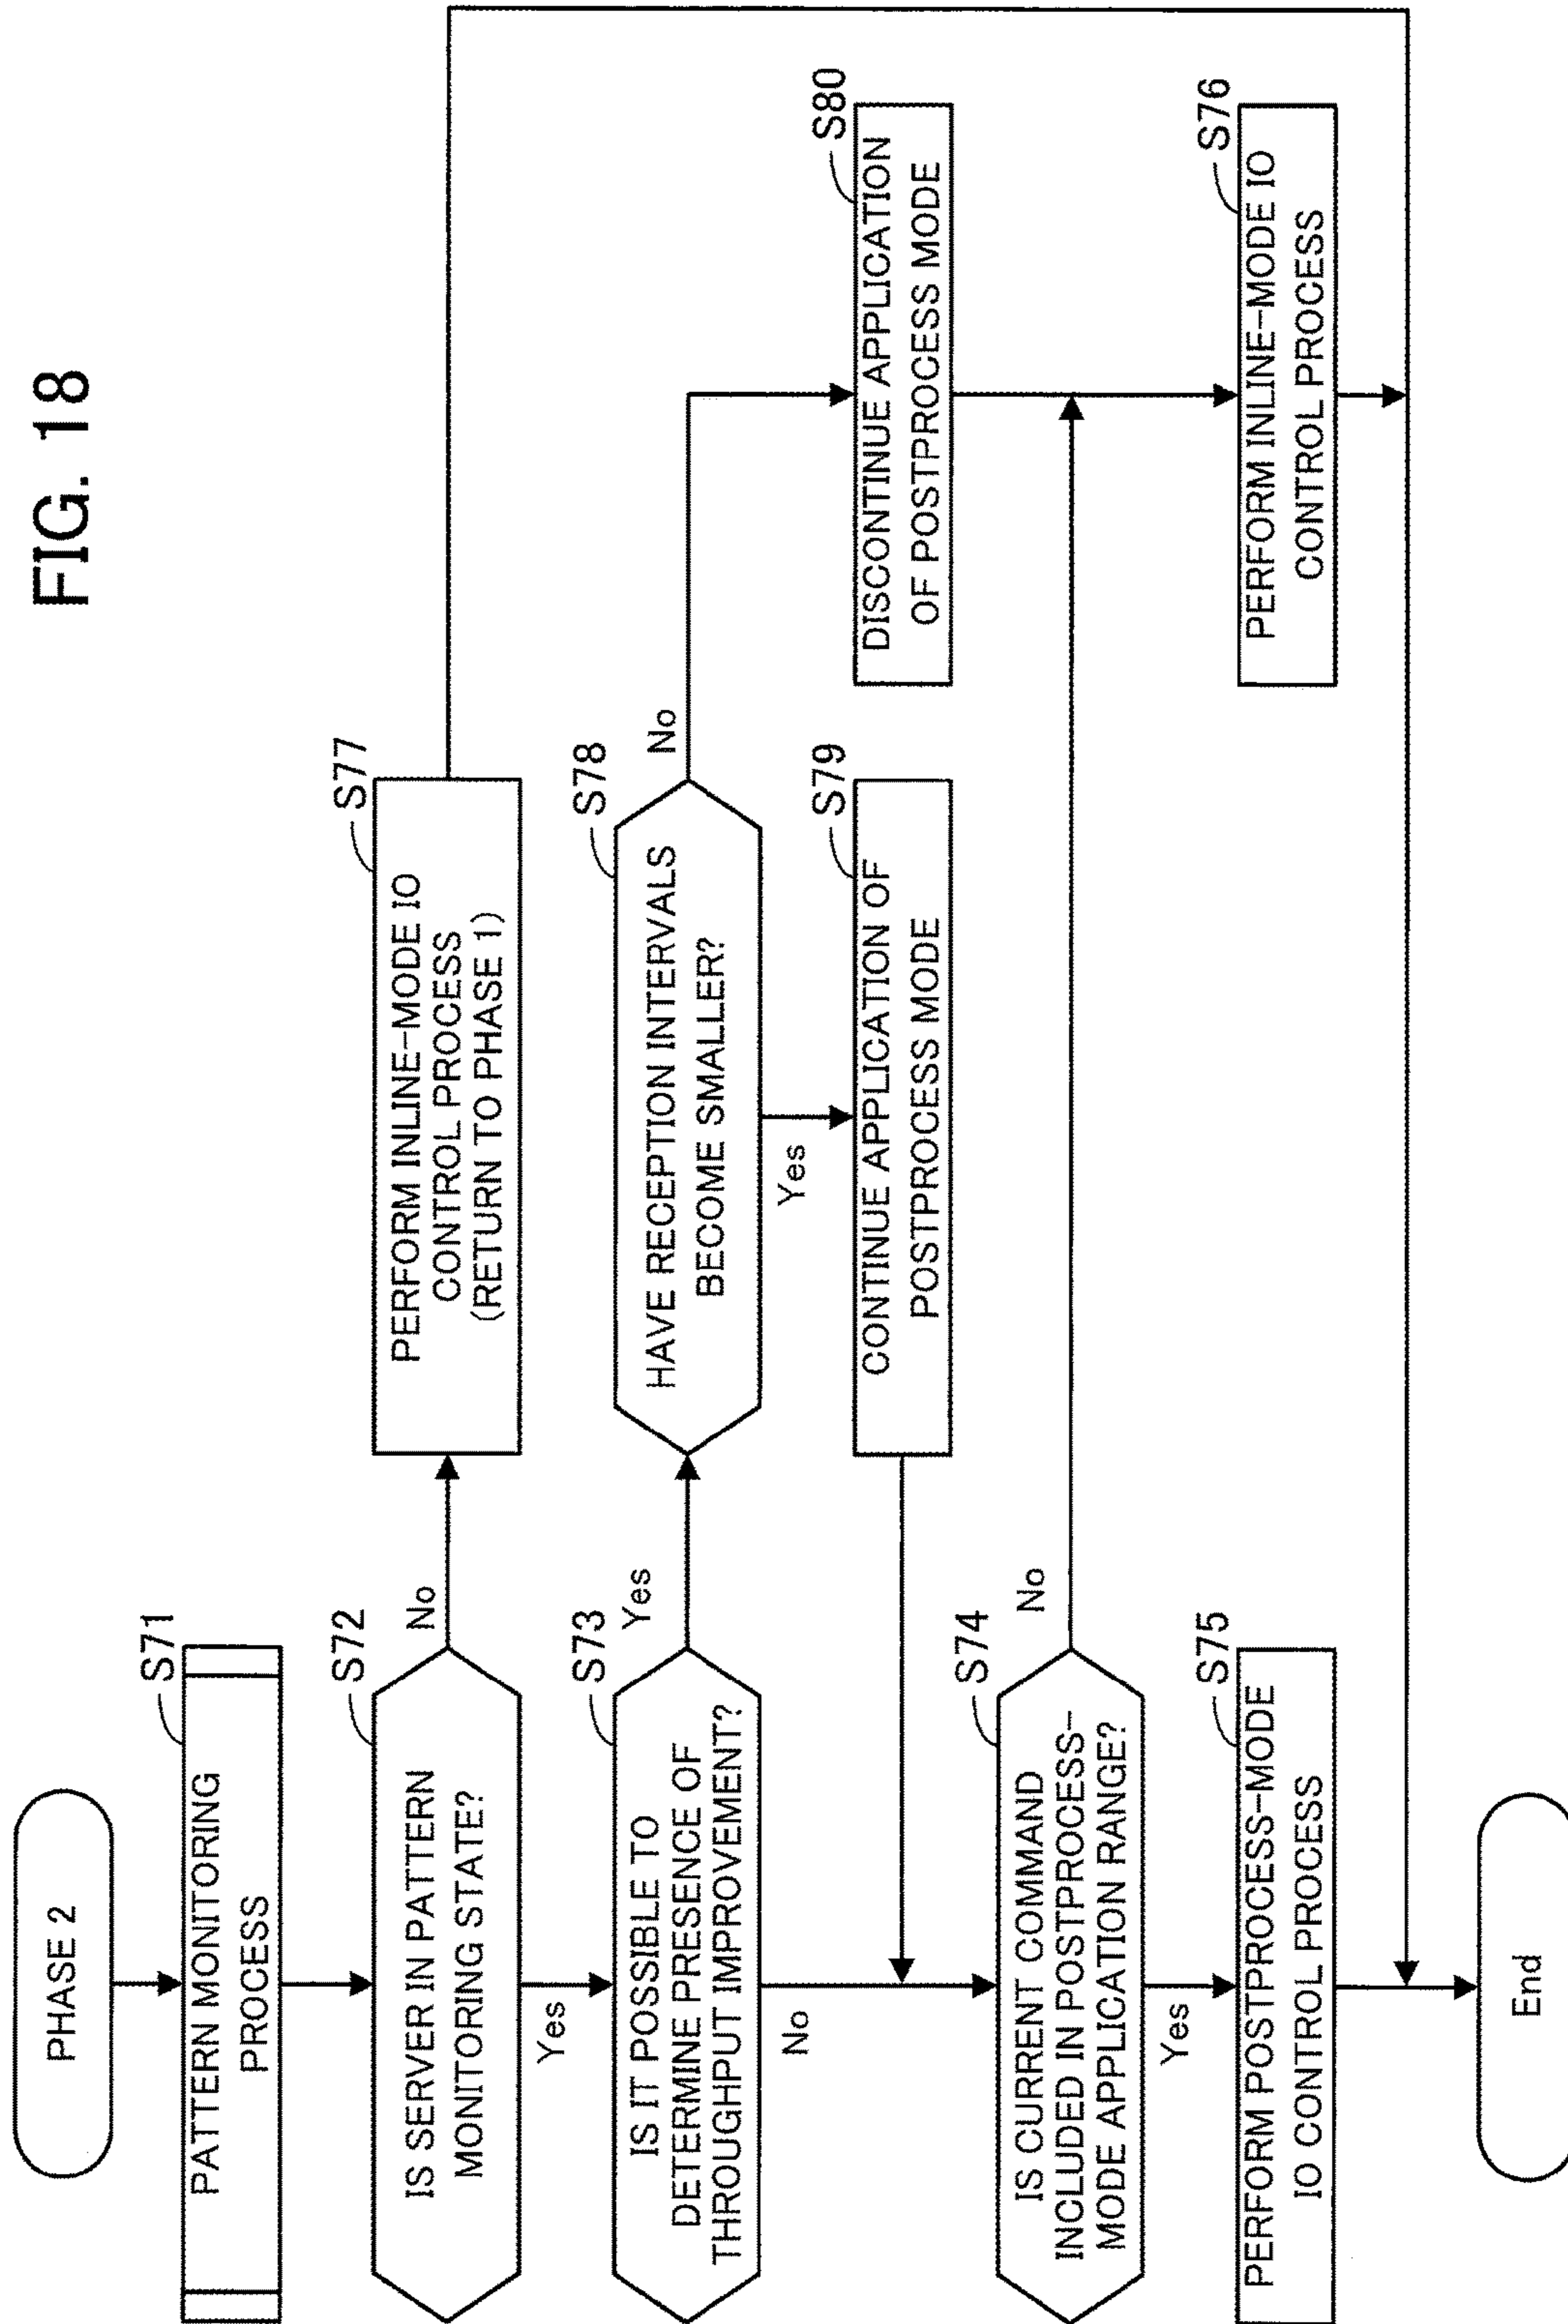 FIG. 18
PHASE 2
S71
PATTERN MONITORING
PROCESS
S72
IS SERVER IN PATTERN
MONITORING STATE?
No
Yes
S77
PERFORM INLINE-MODE IO
CONTROL PROCESS
(RETURN TO PHASE 1)
S73
IS IT POSSIBLE TO
DETERMINE PRESENCE OF
THROUGHPUT IMPROVEMENT?
Yes
No
S78
HAVE RECEPTION INTERVALS
BECOME SMALLER?
No
Yes
S79
CONTINUE APPLICATION OF
POSTPROCESS MODE
S80
DISCONTINUE APPLICATION
OF POSTPROCESS MODE
S74
IS CURRENT COMMAND
INCLUDED IN POSTPROCESS-
MODE APPLICATION RANGE?
No
Yes
S75
PERFORM POSTPROCESS-MODE
IO CONTROL PROCESS
S76
PERFORM INLINE-MODE IO
CONTROL PROCESS
End